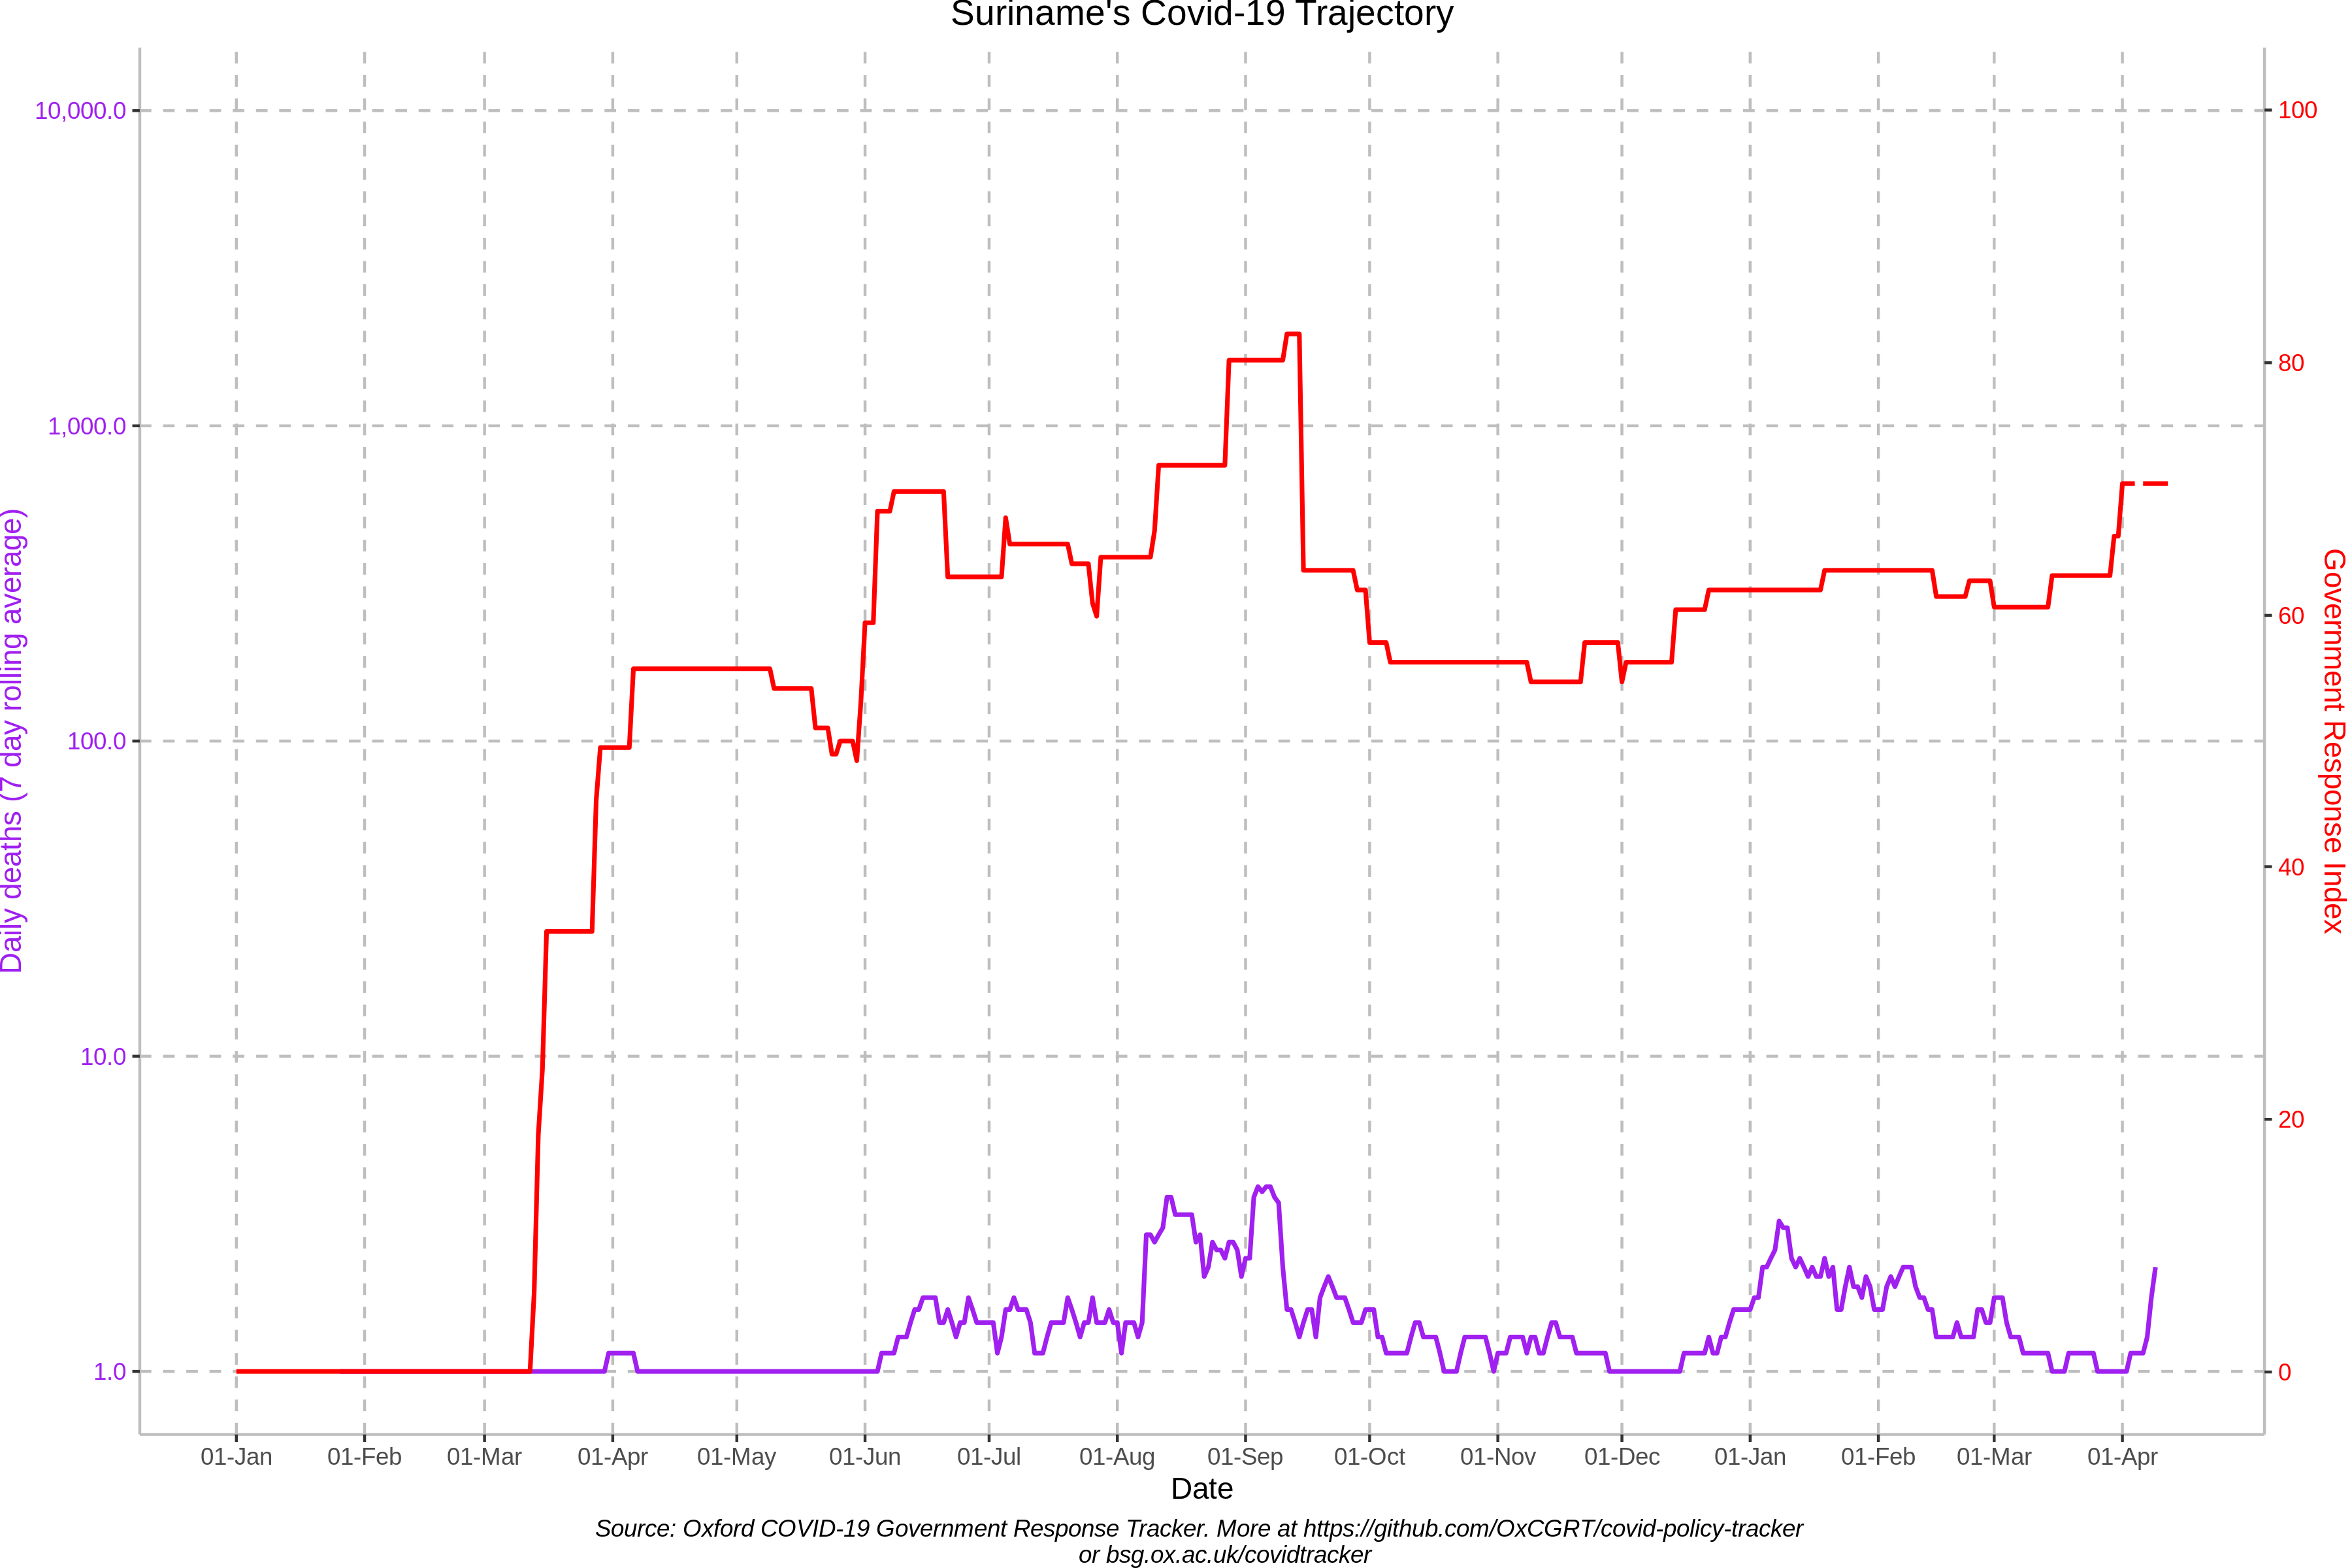 Suriname's Covid-19 Trajectory
10,000.0
1,000.0
100.0
10.0
1.0
Daily deaths (7 day rolling average)
100
80
60
40
20
0
Government Response Index
01-Jan 01-Feb 01-Mar 01-Apr 01-May 01-Jun 01-Jul 01-Aug 01-Sep 01-Oct 01-Nov 01-Dec 01-Jan 01-Feb 01-Mar 01-Apr
Date
Source: Oxford COVID-19 Government Response Tracker. More at https://github.com/OxCGRT/covid-policy-tracker
or bsg.ox.ac.uk/covidtracker